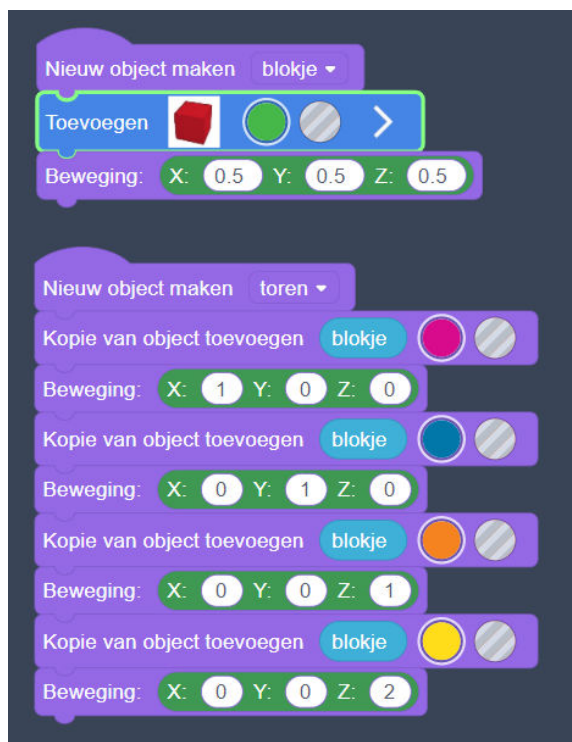 Nieuw object maken blokje
Toevoegen
Beweging: X: 0.5 Y: 0.5 Z: 0.5
Nieuw object maken toren
Kopie van object toevoegen blokje
Beweging: X: 1 Y: 0 Z: 0
Kopie van object toevoegen blokje
Beweging: X: 0 Y: 1 Z: 0
Kopie van object toevoegen blokje
Beweging: X: 0 Y: 0 Z: 1
Kopie van object toevoegen blokje
Beweging: X: 0 Y: 0 Z: 2